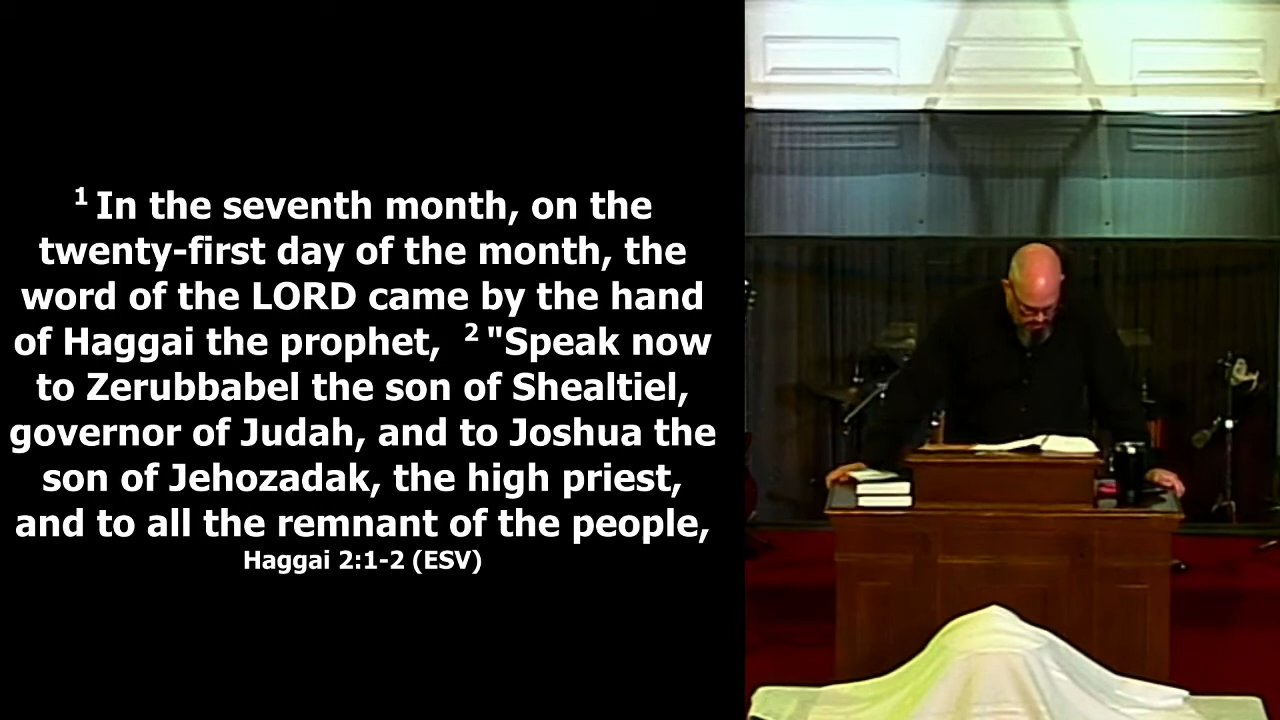 1 In the seventh month, on the
twenty-first day of the month, the
word of the LORD came by the hand
of Haggai the prophet, 2 "Speak now
to Zerubbabel the son of Shealtiel,
governor of Judah, and to Joshua the
son of Jehozadak, the high priest,
and to all the remnant of the people,
Haggai 2:1-2 (ESV)